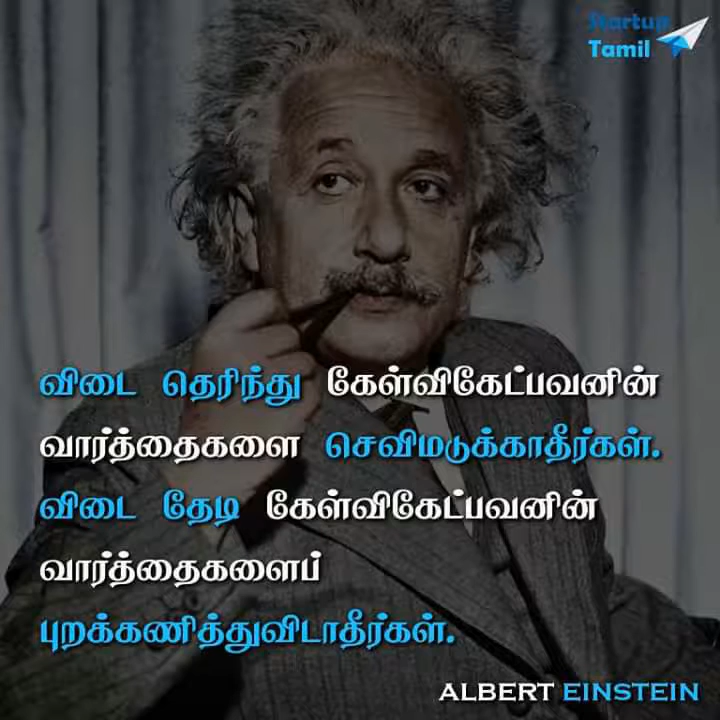 Startup
Tamil
விடை தெரிந்து கேள்விகேட்பவனின்
வார்த்தைகளை செவிமடுக்காதீர்கள்.
விடை தேடி கேள்விகேட்பவனின்
வார்த்தைகளைப்
புறக்கணித்துவிடாதீர்கள்.
ALBERT EINSTEIN